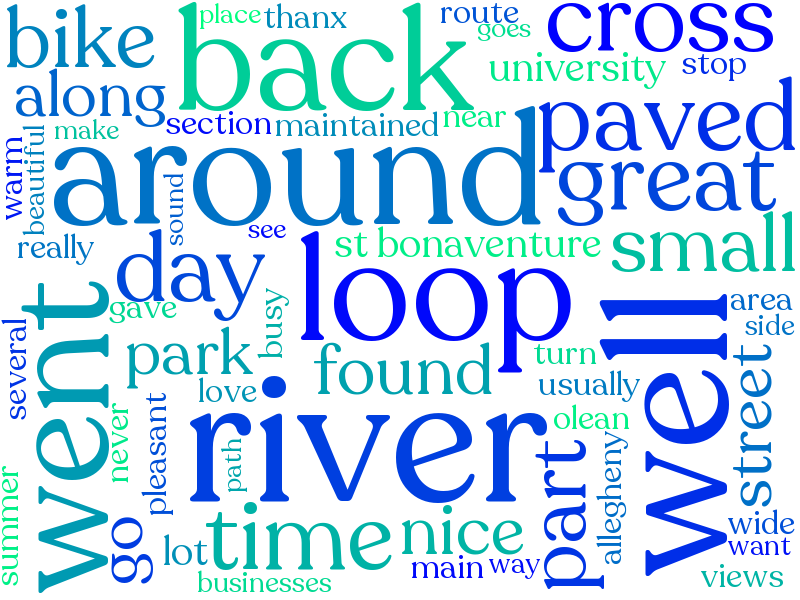 bike
place
thanx
route
goes
cross
back
along
university
stop
section
maintained
near
paved
make
warm
beautiful
around
sound
great
really
see
day
st bonaventure
small
loop
gave
several
went
busy
park
found
turn
well
area
side
love
usually
street
river
olean
never
pleasant
path
part
allegheny
summer
go
lot
time
nice
main
way
wide
want
businesses
views